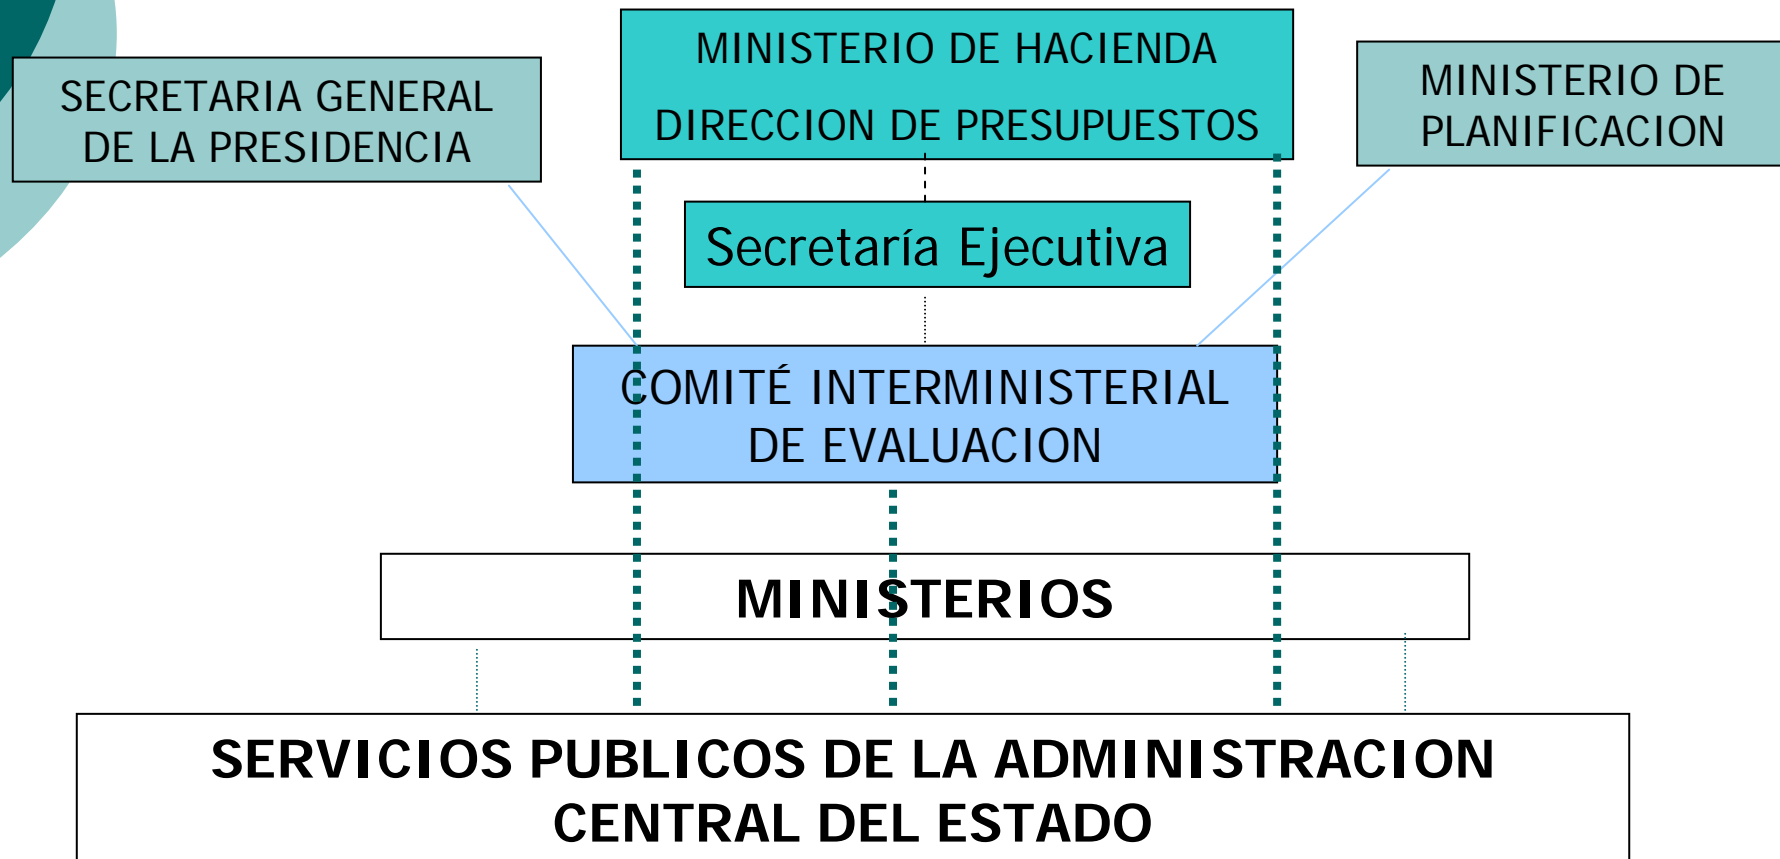 MINISTERIO DE HACIENDA
DIRECCION DE PRESUPUESTOS
SECRETARIA GENERAL
DE LA PRESIDENCIA
MINISTERIO DE
PLANIFICACION
Secretaría Ejecutiva
COMITÉ INTERMINISTERIAL
DE EVALUACION
MINISTERIOS
SERVICIOS PUBLICOS DE LA ADMINISTRACION
CENTRAL DEL ESTADO